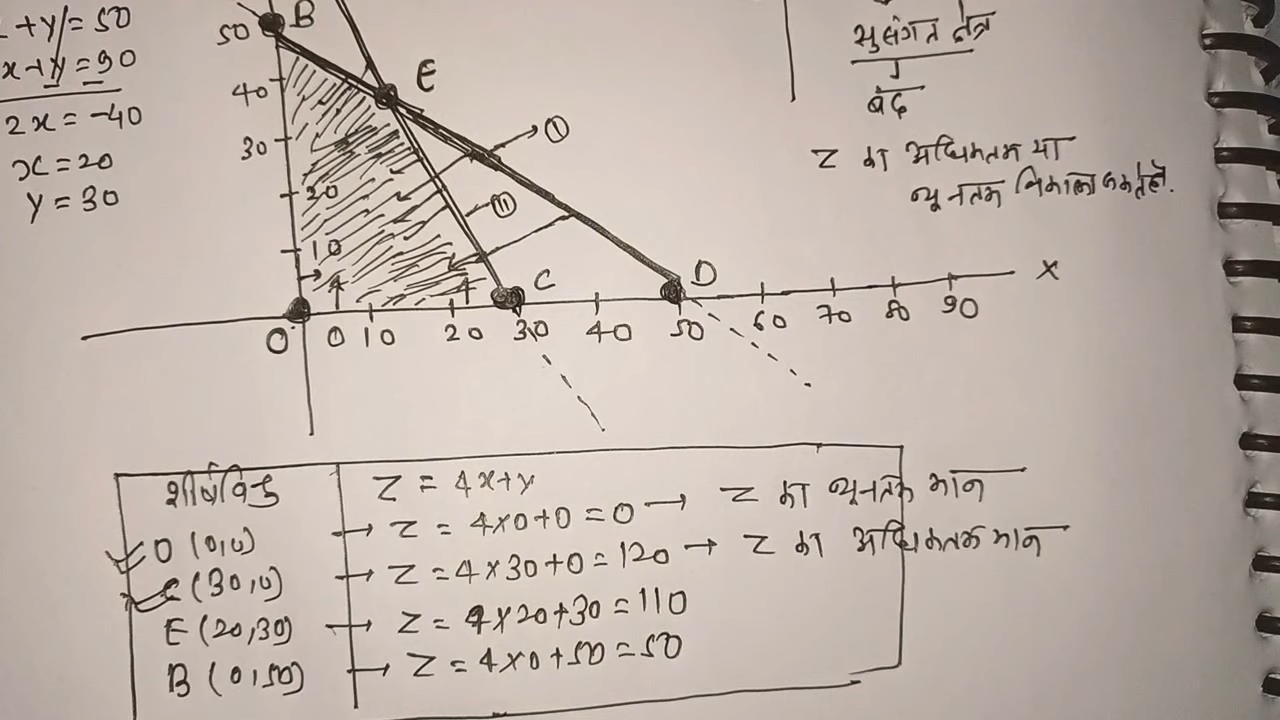 x+y=50
x+y=90
2x=-40
x=20
y=30
50 B
E
40
30
20
10
①
②
C
D
X
O 0 10 20 30 40 50 60 70 80 90
सुसंगत क्षेत्र
↓
बंद
Z का अधिकतम या
न्यूनतम निकाला
शीर्षबिन्दु Z = 4x+y
O (0,0) → Z = 4×0+0=0 → Z का न्यूनतम मान
C (30,0) → Z=4×30+0=120 → Z का अधिकतम मान
E (20,30) → Z=4×20+30=110
B (0,50) → Z=4×0+50=50